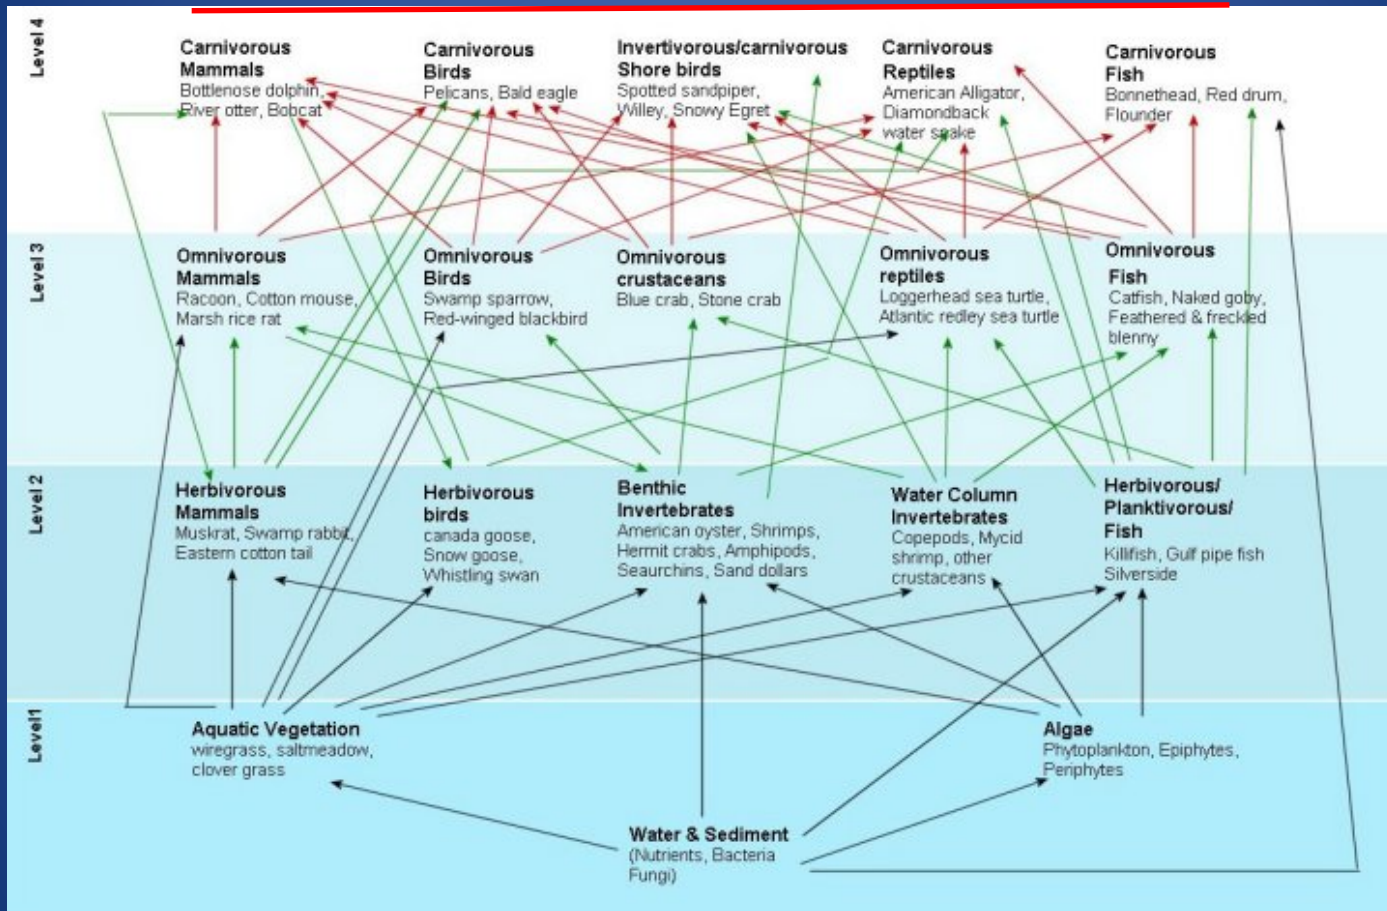 Level 4
Carnivorous
Mammals
Bottlenose dolphin,
River otter, Bobcat
Carnivorous
Birds
Pelicans, Bald eagle
Invertivorous/carnivorous
Shore birds
Spotted sandpiper,
Willey, Snowy Egret
Carnivorous
Reptiles
American Alligator,
Diamondback
water snake
Carnivorous
Fish
Bonnethead, Red drum,
Flounder
Level 3
Omnivorous
Mammals
Racoon, Cotton mouse,
Marsh rice rat
Omnivorous
Birds
Swamp sparrow,
Red-winged blackbird
Omnivorous
crustaceans
Blue crab, Stone crab
Omnivorous
reptiles
Loggerhead sea turtle,
Atlantic redley sea turtle
Omnivorous
Fish
Catfish, Naked goby,
Feathered & freckled
blenny
Level 2
Herbivorous
Mammals
Muskrat, Swamp rabbit,
Eastern cotton tail
Herbivorous
birds
canada goose,
Snow goose,
Whistling swan
Benthic
Invertebrates
American oyster, Shrimps,
Hermit crabs, Amphipods,
Seaurchins, Sand dollars
Water Column
Invertebrates
Copepods, Mycid
shrimp, other
crustaceans
Herbivorous/
Planktivorous/
Fish
Killifish, Gulf pipe fish
Silverside
Level1
Aquatic Vegetation
wiregrass, saltmeadow,
clover grass
Algae
Phytoplankton, Epiphytes,
Periphytes
Water & Sediment
(Nutrients, Bacteria
Fungi)